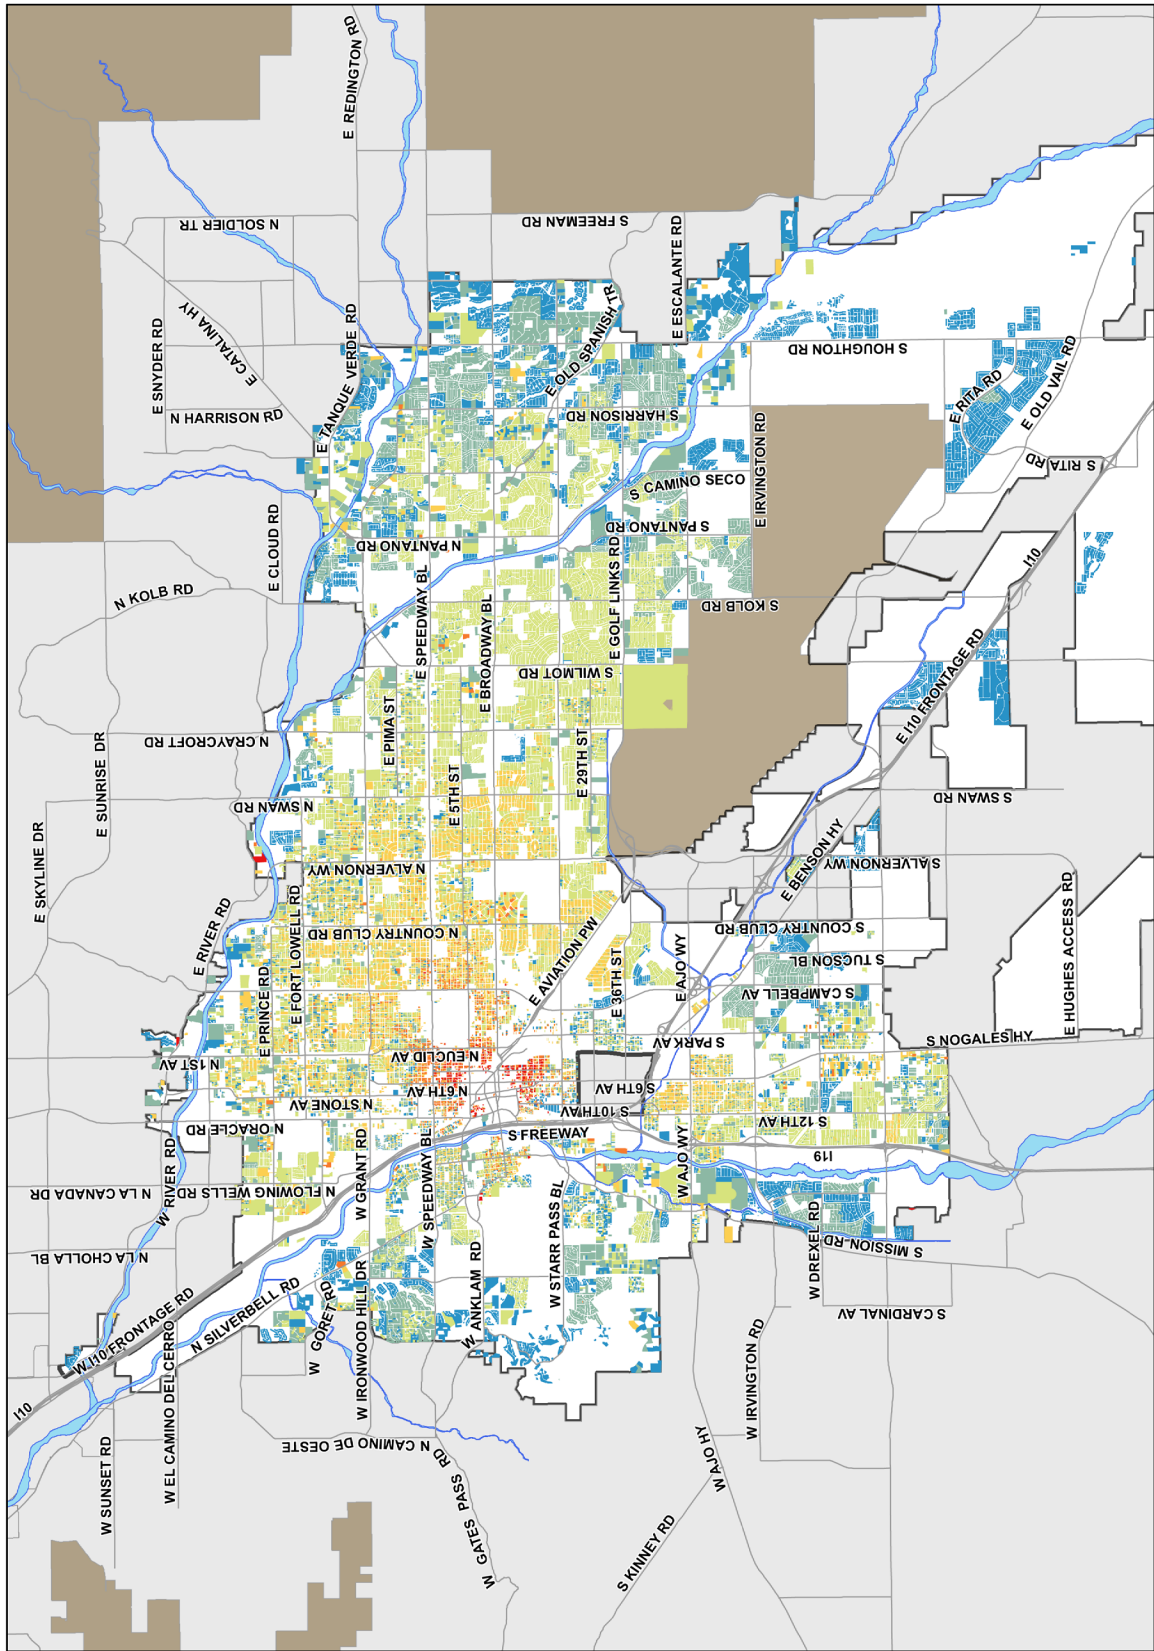 E REDINGTON RD
N SOLDIER TR
S FREEMAN RD
E ESCALANTE RD
E CATALINA HY
E SNYDER RD
E TANQUE VERDE RD
E OLD SPANISH TR
S HOUGHTON RD
N HARRISON RD
S HARRISON RD
E RITA RD
E OLD VAIL RD
S RITA RD
E IRVINGTON RD
S CAMINO SECO
E CLOUD RD
N PANTANO RD
S PANTANO RD
I10
N KOLB RD
E SPEEDWAY BL
E BROADWAY BL
E GOLF LINKS RD
S KOLB RD
S WILMOT RD
E I10 FRONTAGE RD
N CRAYCROFT RD
E PIMA ST
E 5TH ST
E 29TH ST
E SUNRISE DR
N SWAN RD
S SWAN RD
E SKYLINE DR
N ALVERNON WY
E BENSON HY
S ALVERNON WY
E RIVER RD
E FORT LOWELL RD
N COUNTRY CLUB RD
E AVIATION PW
S COUNTRY CLUB RD
S TUCSON BL
E HUGHES ACCESS RD
E PRINCE RD
E 36TH ST
E AJO WY
S CAMPBELL AV
N 1ST AV
N EUCLID AV
S PARK AV
S NOGALES HY
N STONE AV
N 6TH AV
S 6TH AV
S 10TH AV
S 12TH AV
N ORACLE RD
S FREEWAY
I19
N LA CANADA DR
W RIVER RD
N FLOWING WELLS RD
W GRANT RD
W SPEEDWAY BL
W AJO WY
N LA CHOLLA BL
W STARR PASS BL
W DREXEL RD
S MISSION RD
W I10 FRONTAGE RD
N SILVERBELL RD
W GORET RD
W IRONWOOD HILL DR
W ANKLAM RD
S CARDINAL AV
I10
W EL CAMINO DEL CERRO
W IRVINGTON RD
N CAMINO DE OESTE
W SUNSET RD
W GATES PASS RD
W AJO HY
S KINNEY RD